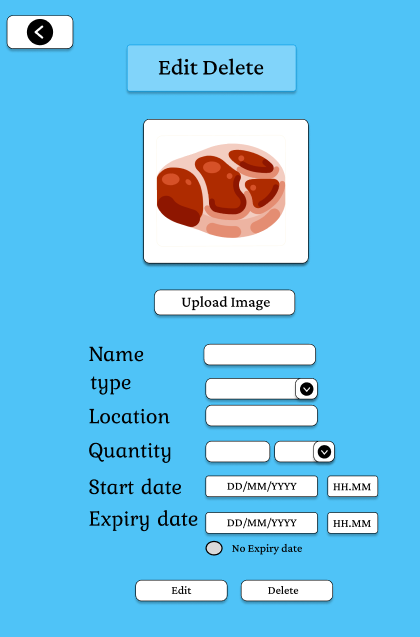 Edit Delete
Upload Image
Name
type
Location
Quantity
Start date DD/MM/YYYY HH.MM
Expiry date DD/MM/YYYY HH.MM
No Expiry date
Edit Delete